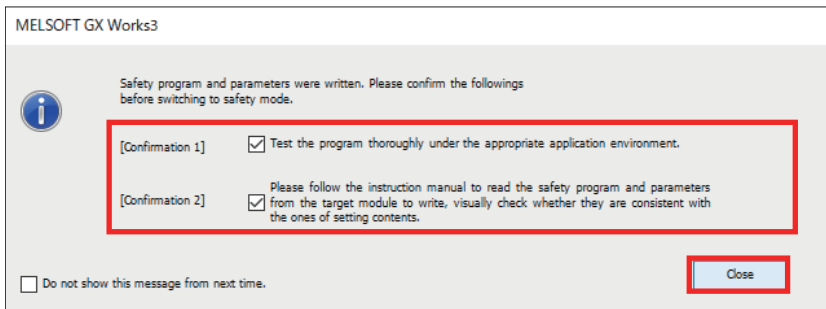 MELSOFT GX Works3
Safety program and parameters were written. Please confirm the followings
before switching to safety mode.
[Confirmation 1] Test the program thoroughly under the appropriate application environment.
[Confirmation 2] Please follow the instruction manual to read the safety program and parameters
from the target module to write, visually check whether they are consistent with
the ones of setting contents.
Do not show this message from next time.
Close